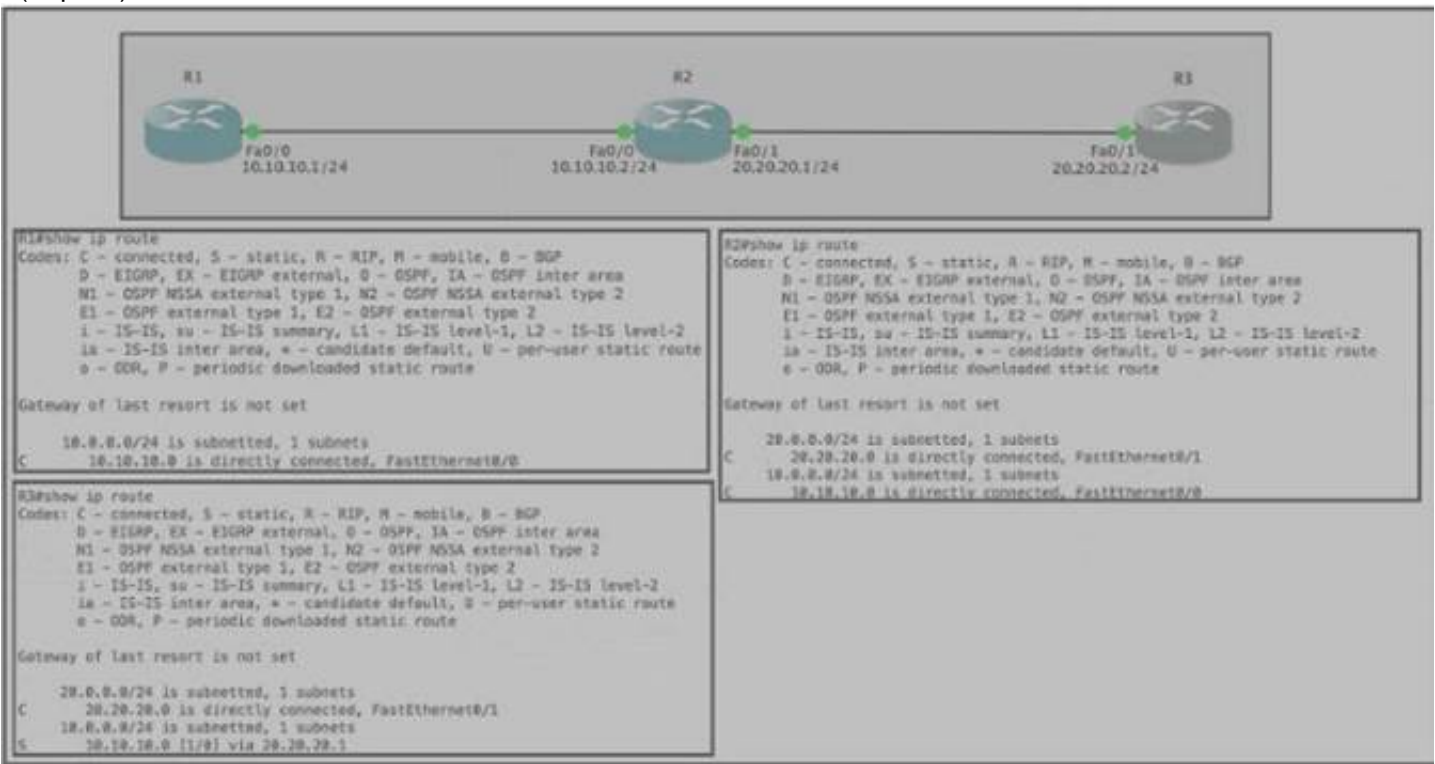 R1
R2
R3
Fa0/0
10.10.10.1/24
Fa0/0
10.10.10.2/24
Fa0/1
20.20.20.1/24
Fa0/1
20.20.20.2/24
R1#show ip route
Codes: C - connected, S - static, R - RIP, M - mobile, B - BGP
D - EIGRP, EX - EIGRP external, O - OSPF, IA - OSPF inter area
N1 - OSPF NSSA external type 1, N2 - OSPF NSSA external type 2
E1 - OSPF external type 1, E2 - OSPF external type 2
i - IS-IS, su - IS-IS summary, L1 - IS-IS level-1, L2 - IS-IS level-2
ia - IS-IS inter area, * - candidate default, U - per-user static route
o - ODR, P - periodic downloaded static route
Gateway of last resort is not set
10.0.0.0/24 is subnetted, 1 subnets
C 10.10.10.0 is directly connected, FastEthernet0/0
R2#show ip route
Codes: C - connected, S - static, R - RIP, M - mobile, B - BGP
D - EIGRP, EX - EIGRP external, O - OSPF, IA - OSPF inter area
N1 - OSPF NSSA external type 1, N2 - OSPF NSSA external type 2
E1 - OSPF external type 1, E2 - OSPF external type 2
i - IS-IS, su - IS-IS summary, L1 - IS-IS level-1, L2 - IS-IS level-2
ia - IS-IS inter area, * - candidate default, U - per-user static route
o - ODR, P - periodic downloaded static route
Gateway of last resort is not set
20.0.0.0/24 is subnetted, 1 subnets
C 20.20.20.0 is directly connected, FastEthernet0/1
10.0.0.0/24 is subnetted, 1 subnets
C 10.10.10.0 is directly connected, FastEthernet0/0
R3#show ip route
Codes: C - connected, S - static, R - RIP, M - mobile, B - BGP
D - EIGRP, EX - EIGRP external, O - OSPF, IA - OSPF inter area
N1 - OSPF NSSA external type 1, N2 - OSPF NSSA external type 2
E1 - OSPF external type 1, E2 - OSPF external type 2
i - IS-IS, su - IS-IS summary, L1 - IS-IS level-1, L2 - IS-IS level-2
ia - IS-IS inter area, * - candidate default, U - per-user static route
o - ODR, P - periodic downloaded static route
Gateway of last resort is not set
20.0.0.0/24 is subnetted, 1 subnets
C 20.20.20.0 is directly connected, FastEthernet0/1
10.0.0.0/24 is subnetted, 1 subnets
S 10.10.10.0 [1/0] via 20.20.20.1